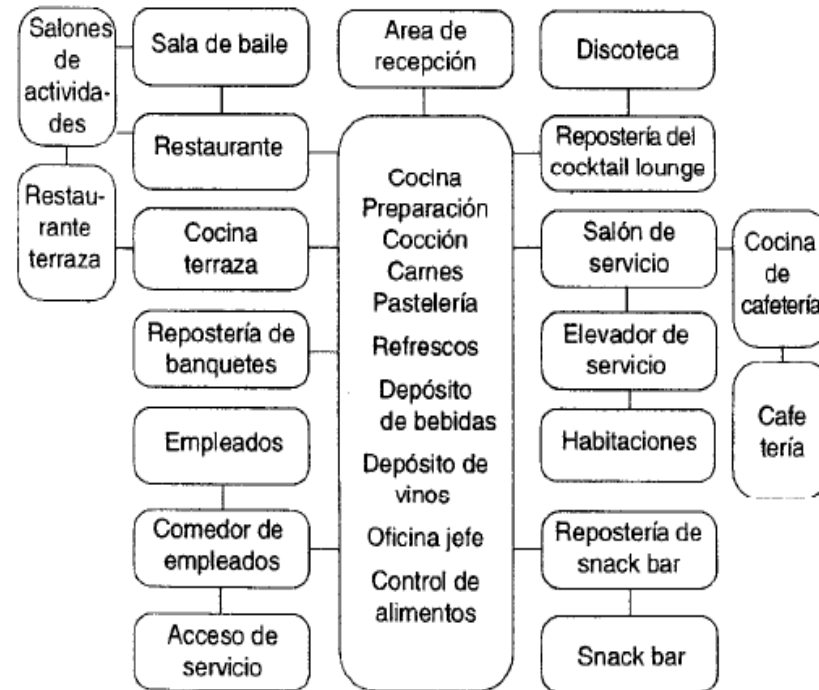 Salones
de
activida-
des
Sala de baile
Area de
recepción
Discoteca
Restaurante
Repostería del
cocktail lounge
Restau-
rante
terraza
Cocina
terraza
Cocina
Preparación
Cocción
Carnes
Pastelería
Refrescos
Depósito
de bebidas
Depósito de
vinos
Oficina jefe
Control de
alimentos
Salón de
servicio
Cocina
de
cafetería
Repostería de
banquetes
Elevador de
servicio
Cafe
tería
Empleados
Habitaciones
Comedor de
empleados
Repostería de
snack bar
Acceso de
servicio
Snack bar